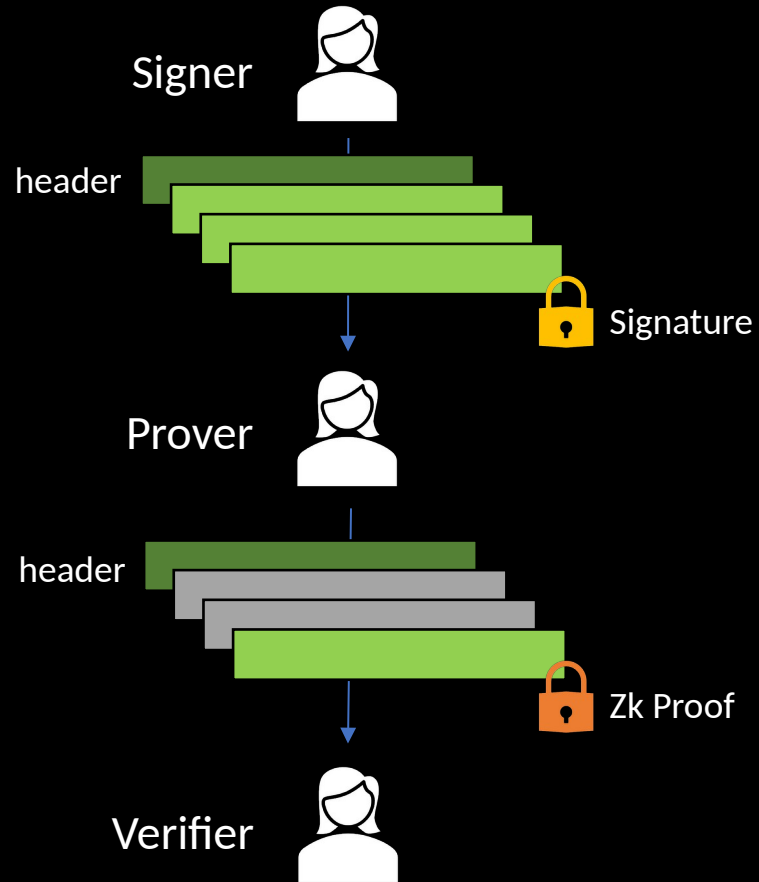 Signer
header
Signature
Prover
header
Zk Proof
Verifier